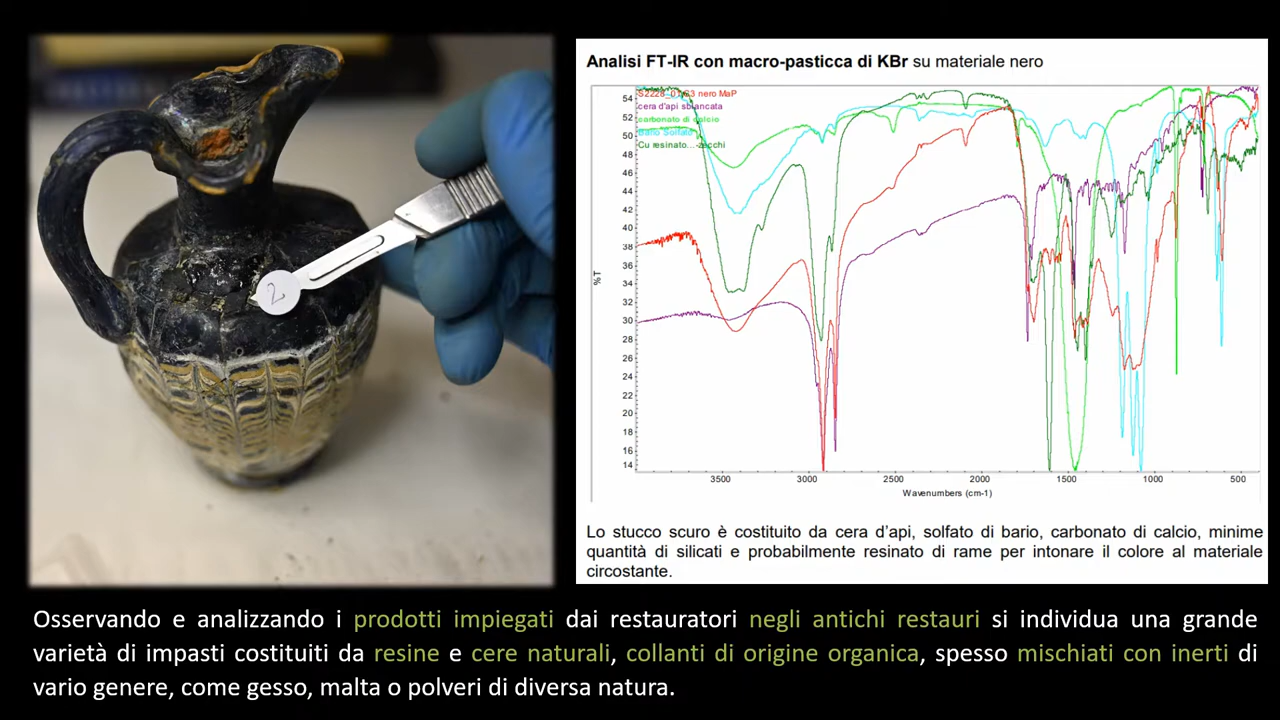 2
Analisi FT-IR con macro-pasticca di KBr su materiale nero
nero MaP
cera d'api sbiancata
carbonato di calcio
Bario Solfato
Cu resinato...-zecchi
54
52
50
48
46
44
42
40
38
36
34
32
30
28
26
24
22
20
18
16
14
%T
3500 3000 2500 2000 1500 1000 500
Wavenumbers (cm-1)
Lo stucco scuro è costituito da cera d'api, solfato di bario, carbonato di calcio, minime
quantità di silicati e probabilmente resinato di rame per intonare il colore al materiale
circostante.
Osservando e analizzando i prodotti impiegati dai restauratori negli antichi restauri si individua una grande
varietà di impasti costituiti da resine e cere naturali, collanti di origine organica, spesso mischiati con inerti di
vario genere, come gesso, malta o polveri di diversa natura.